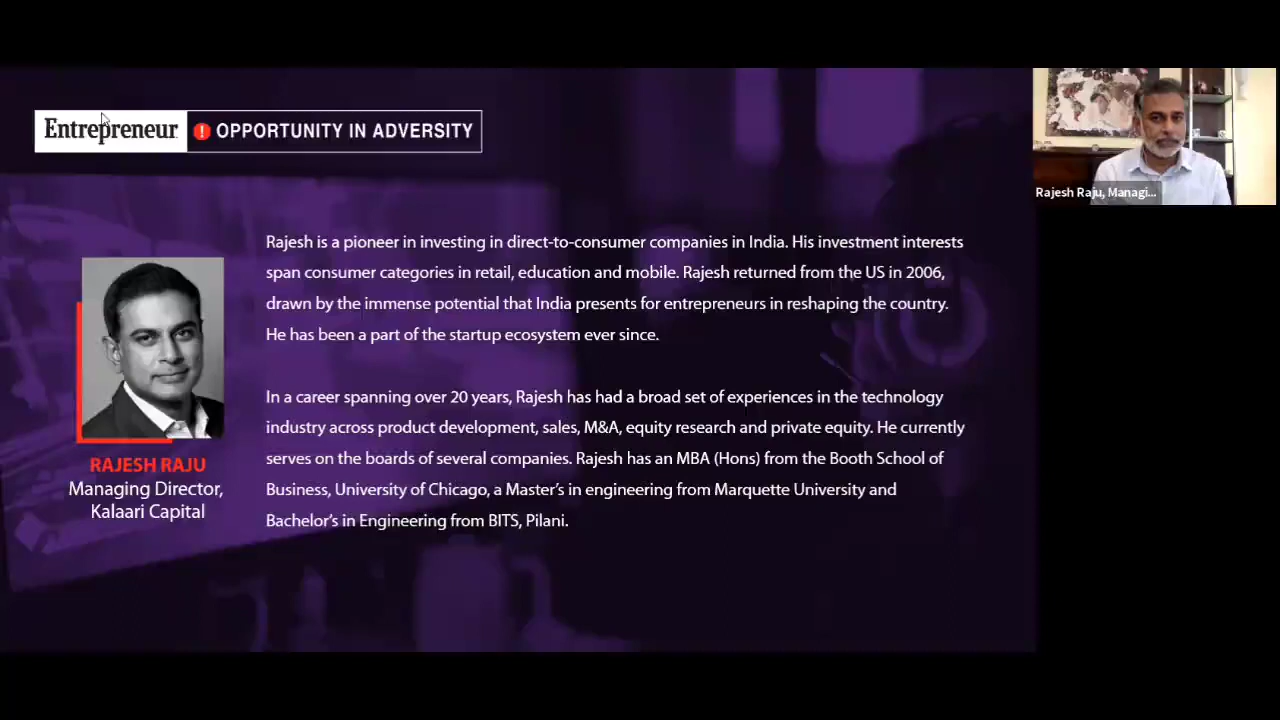 Entrepreneur ! OPPORTUNITY IN ADVERSITY
Rajesh Raju, Managi...
Rajesh is a pioneer in investing in direct-to-consumer companies in India. His investment interests
span consumer categories in retail, education and mobile. Rajesh returned from the US in 2006,
drawn by the immense potential that India presents for entrepreneurs in reshaping the country.
He has been a part of the startup ecosystem ever since.
In a career spanning over 20 years, Rajesh has had a broad set of experiences in the technology
industry across product development, sales, M&A, equity research and private equity. He currently
serves on the boards of several companies. Rajesh has an MBA (Hons) from the Booth School of
Business, University of Chicago, a Master's in engineering from Marquette University and
Bachelor's in Engineering from BITS, Pilani.
RAJESH RAJU
Managing Director,
Kalaari Capital